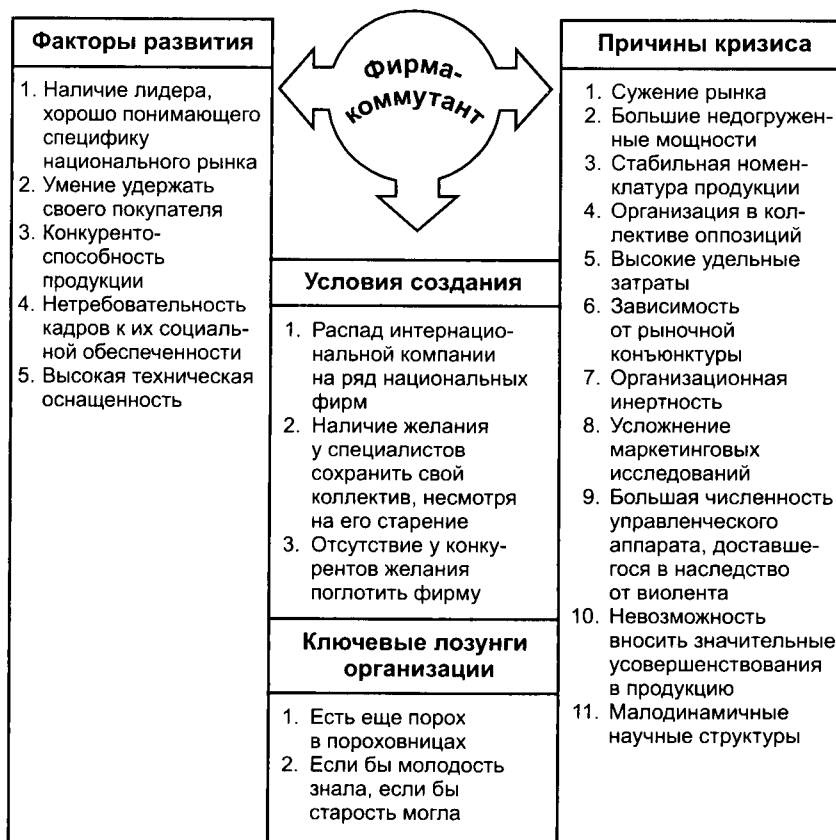 Фирма-
коммутант
Факторы развития
1. Наличие лидера,
хорошо понимающего
специфику
национального рынка
2. Умение удержать
своего покупателя
3. Конкуренто-
способность
продукции
4. Нетребовательность
кадров к их социаль-
ной обеспеченности
5. Высокая техническая
оснащенность
Условия создания
1. Распад интернацио-
нальной компании
на ряд национальных
фирм
2. Наличие желания
у специалистов
сохранить свой
коллектив, несмотря
на его старение
3. Отсутствие у конку-
рентов желания
поглотить фирму
Ключевые лозунги
организации
1. Есть еще порох
в пороховницах
2. Если бы молодость
знала, если бы
старость могла
Причины кризиса
1. Сужение рынка
2. Большие недогружен-
ные мощности
3. Стабильная номен-
клатура продукции
4. Организация в кол-
лективе оппозиций
5. Высокие удельные
затраты
6. Зависимость
от рыночной
конъюнктуры
7. Организационная
инертность
8. Усложнение
маркетинговых
исследований
9. Большая численность
управленческого
аппарата, доставше-
гося в наследство
от виолента
10. Невозможность
вносить значительные
усовершенствования
в продукцию
11. Малодинамичные
научные структуры